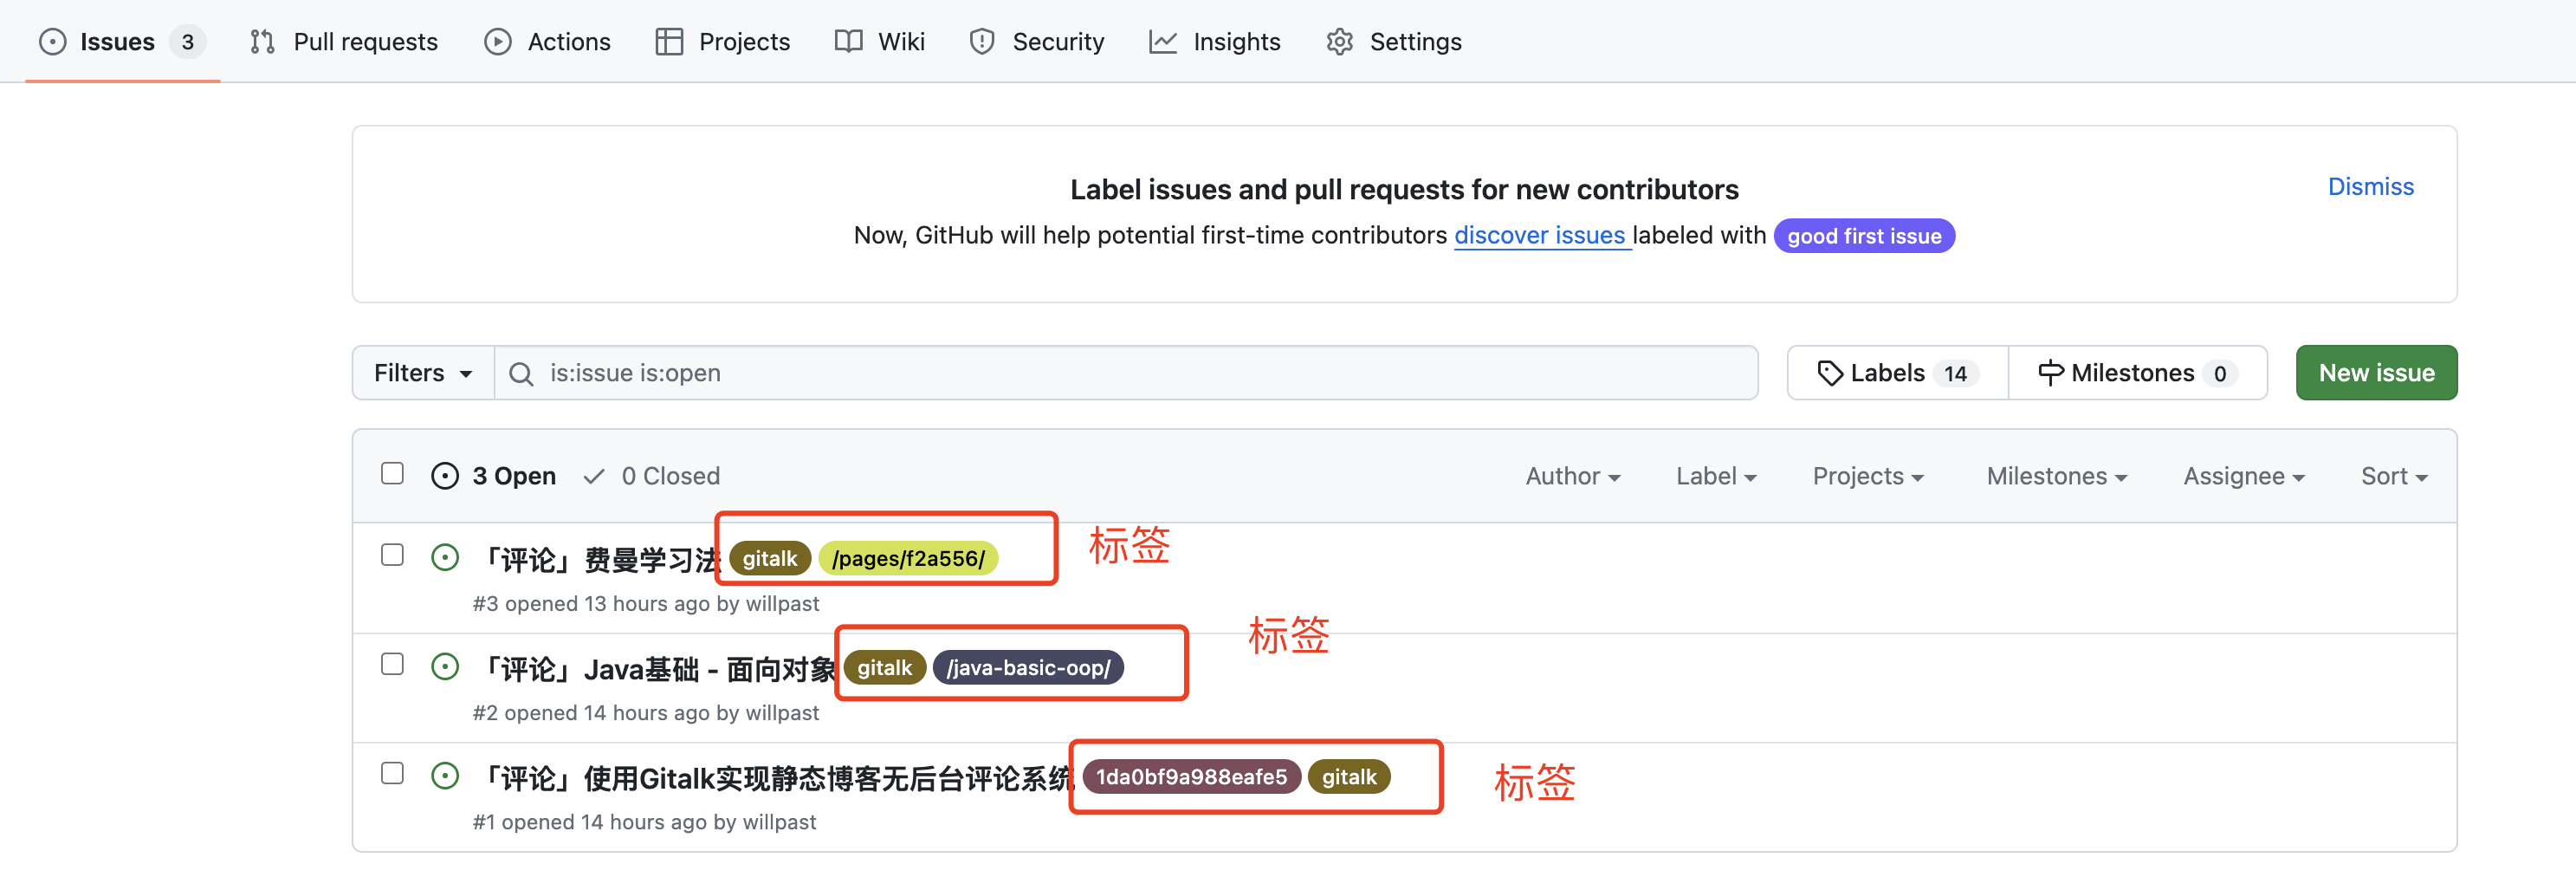 Issues 3 Pull requests Actions Projects Wiki Security Insights Settings
Label issues and pull requests for new contributors
Dismiss
Now, GitHub will help potential first-time contributors discover issues labeled with good first issue
Filters is:issue is:open Labels 14 Milestones 0 New issue
3 Open 0 Closed Author Label Projects Milestones Assignee Sort
「评论」费曼学习法 gitalk /pages/f2a556/ 标签
#3 opened 13 hours ago by willpast
「评论」Java基础 - 面向对象 gitalk /java-basic-oop/ 标签
#2 opened 14 hours ago by willpast
「评论」使用Gitalk实现静态博客无后台评论系统 1da0bf9a988eafe5 gitalk 标签
#1 opened 14 hours ago by willpast